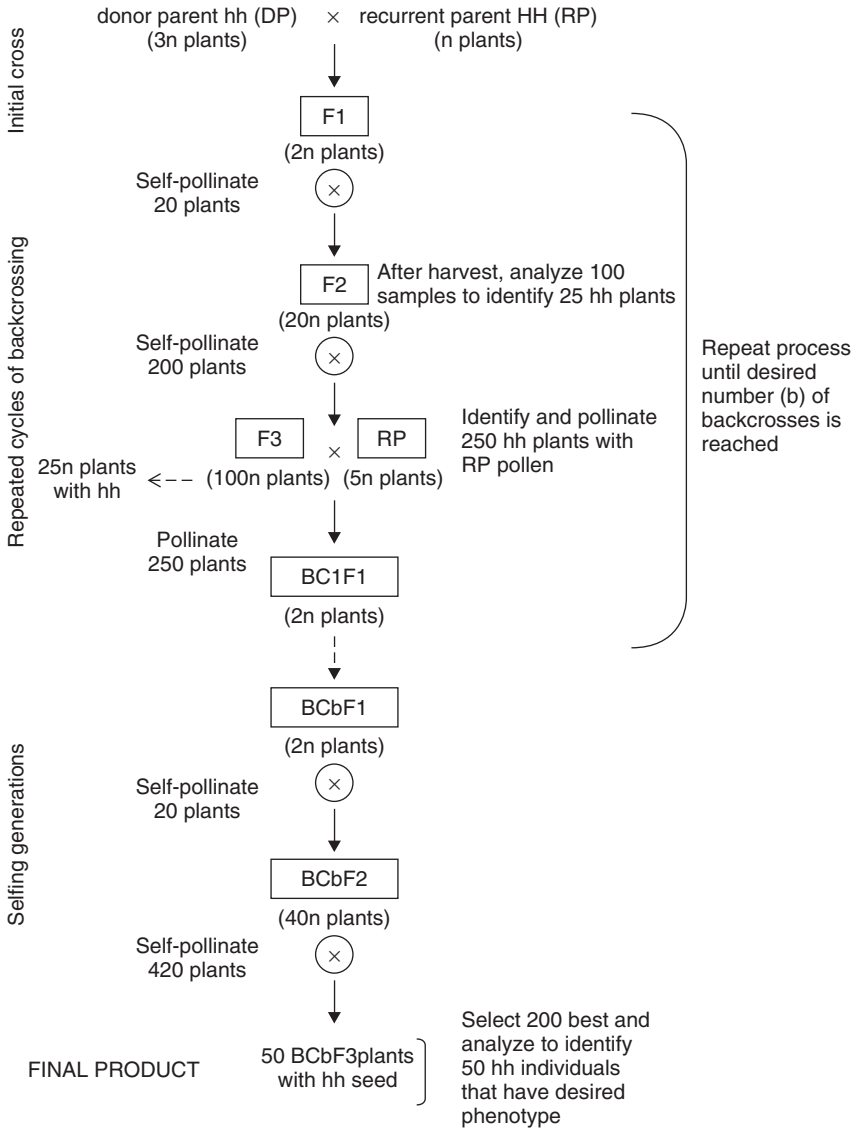 donor parent hh (DP) × recurrent parent HH (RP)
(3n plants) (n plants)
Initial cross
F1
(2n plants)
Self-pollinate
20 plants
×
Repeated cycles of backcrossing
F2
After harvest, analyze 100
samples to identify 25 hh plants
(20n plants)
Self-pollinate
200 plants
×
Repeat process
until desired
number (b) of
backcrosses is
reached
F3 × RP
Identify and pollinate
250 hh plants with
RP pollen
25n plants
with hh
(100n plants) (5n plants)
Pollinate
250 plants
BC1F1
(2n plants)
BCbF1
(2n plants)
Selfing generations
Self-pollinate
20 plants
×
BCbF2
(40n plants)
Self-pollinate
420 plants
×
FINAL PRODUCT
50 BCbF3plants
with hh seed
Select 200 best and
analyze to identify
50 hh individuals
that have desired
phenotype